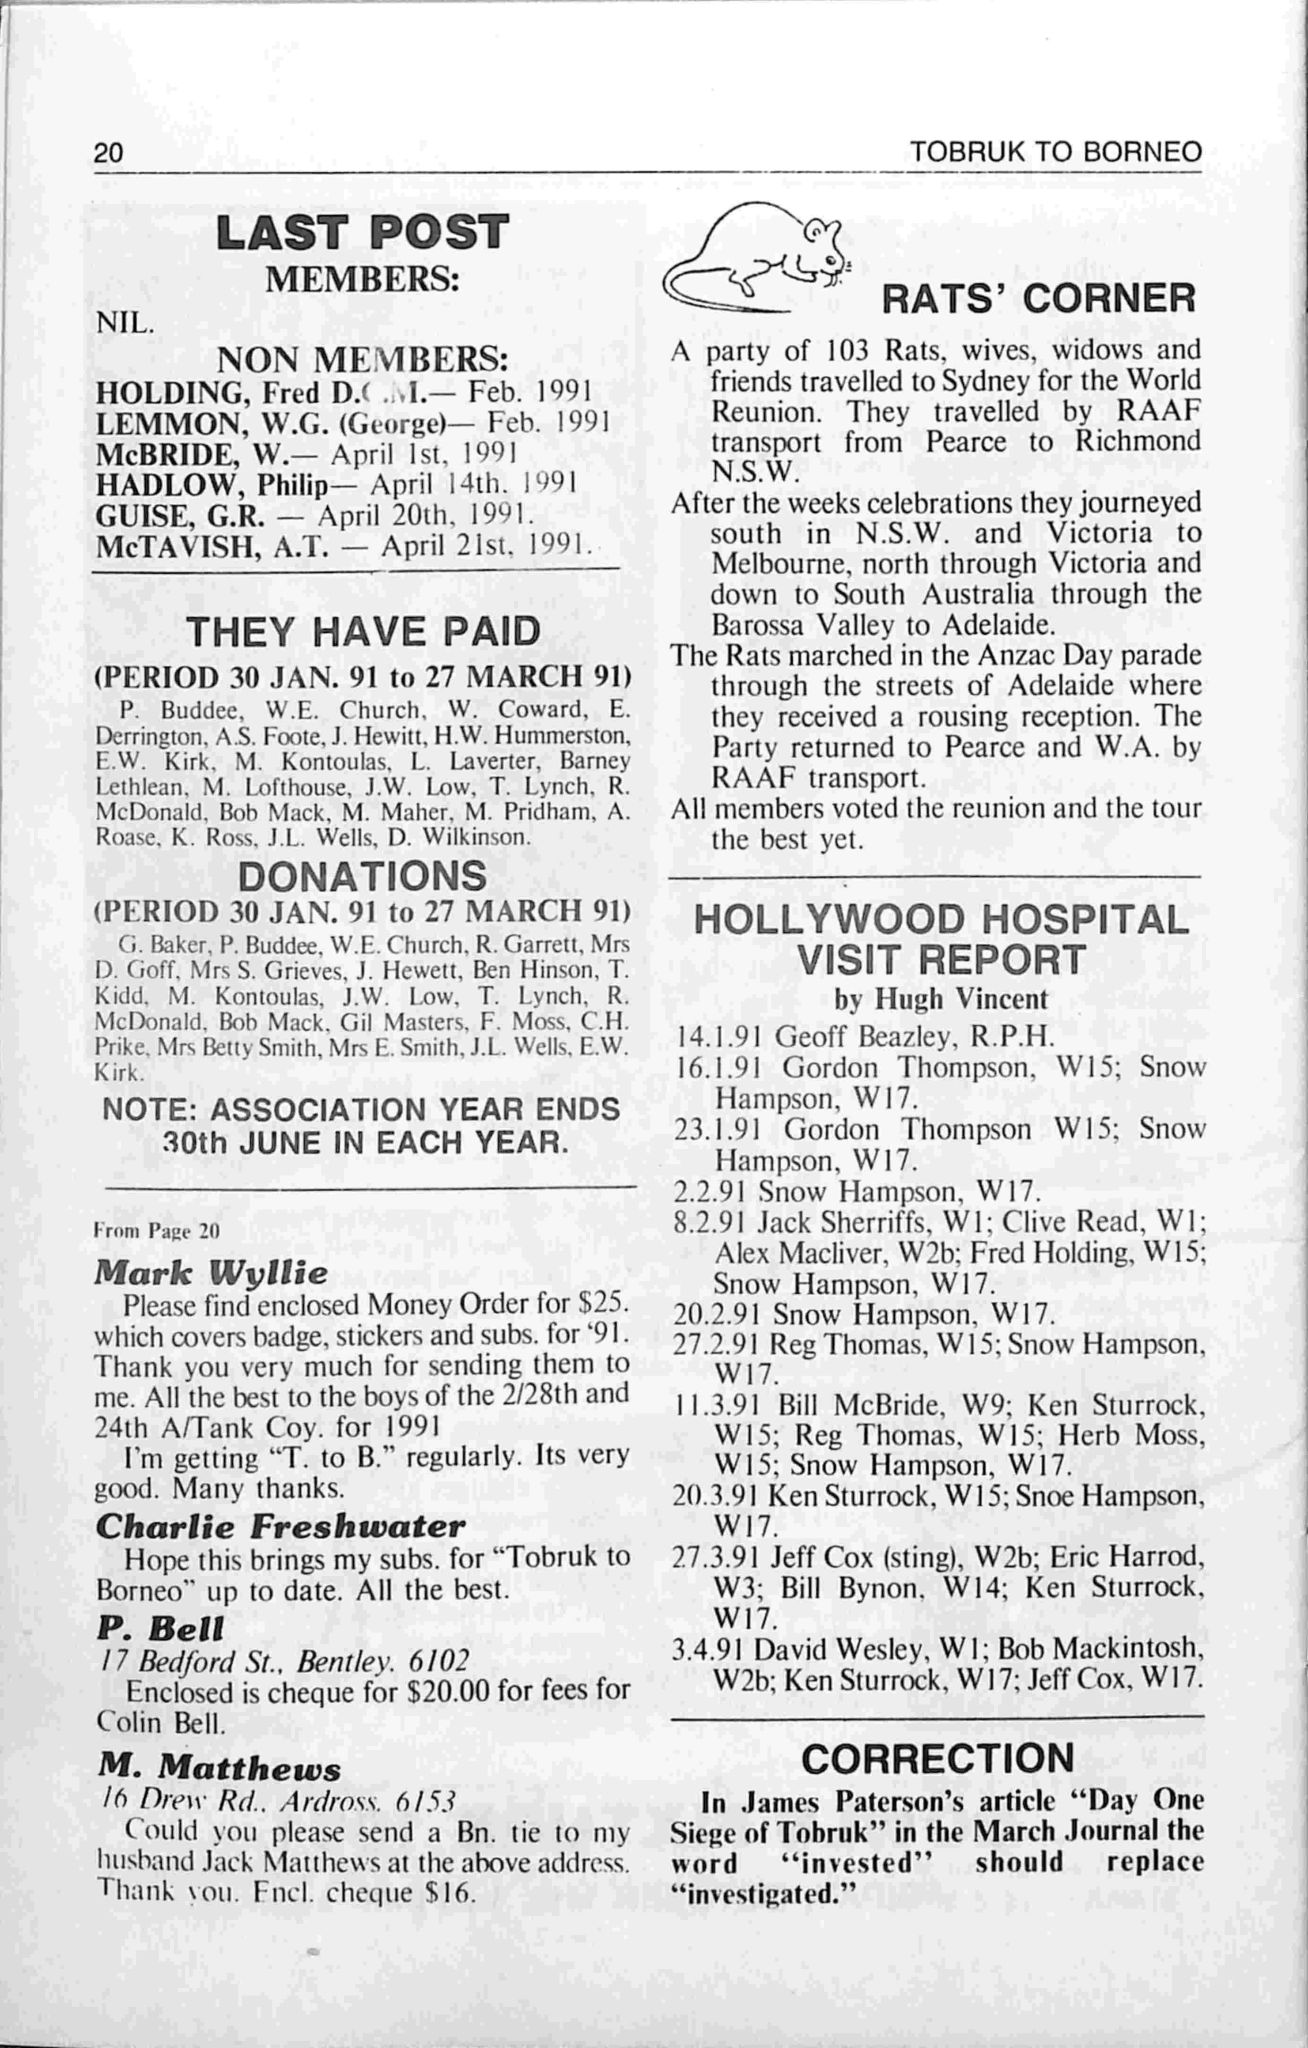 20
TOBRUK TO BORNEO
LAST POST
MEMBERS:
NIL.
NON MEMBERS:
HOLDING, Fred D.C.M.— Feb. 1991
LEMMON, W.G. (George)— Feb. 1991
McBRIDE, W.— April 1st, 1991
HADLOW, Philip— April 14th. 1991
GUISE, G.R. — April 20th, 1991.
McTAVISH, A.T. — April 21st, 1991.
THEY HAVE PAID
(PERIOD 30 JAN. 91 to 27 MARCH 91)
P. Buddee, W.E. Church, W. Coward, E.
Derrington, A.S. Foote, J. Hewitt, H.W. Hummerston,
E.W. Kirk, M. Kontoulas, L. Laverter, Barney
Lethlean, M. Lofthouse, J.W. Low, T. Lynch, R.
McDonald, Bob Mack, M. Maher, M. Pridham, A.
Roase, K. Ross, J.L. Wells, D. Wilkinson.
DONATIONS
(PERIOD 30 JAN. 91 to 27 MARCH 91)
G. Baker, P. Buddee, W.E. Church, R. Garrett, Mrs
D. Goff, Mrs S. Grieves, J. Hewett, Ben Hinson, T.
Kidd, M. Kontoulas, J.W. Low, T. Lynch, R.
McDonald, Bob Mack, Gil Masters, F. Moss, C.H.
Prike, Mrs Betty Smith, Mrs E. Smith, J.L. Wells, E.W.
Kirk.
NOTE: ASSOCIATION YEAR ENDS
30th JUNE IN EACH YEAR.
From Page 20
Mark Wyllie
Please find enclosed Money Order for $25.
which covers badge, stickers and subs. for '91.
Thank you very much for sending them to
me. All the best to the boys of the 2/28th and
24th A/Tank Coy. for 1991
I'm getting "T. to B." regularly. Its very
good. Many thanks.
Charlie Freshwater
Hope this brings my subs. for "Tobruk to
Borneo" up to date. All the best.
P. Bell
17 Bedford St., Bentley. 6102
Enclosed is cheque for $20.00 for fees for
Colin Bell.
M. Matthews
16 Drew Rd., Ardross. 6153
Could you please send a Bn. tie to my
husband Jack Matthews at the above address.
Thank you. Encl. cheque $16.
RATS' CORNER
A party of 103 Rats, wives, widows and
friends travelled to Sydney for the World
Reunion. They travelled by RAAF
transport from Pearce to Richmond
N.S.W.
After the weeks celebrations they journeyed
south in N.S.W. and Victoria to
Melbourne, north through Victoria and
down to South Australia through the
Barossa Valley to Adelaide.
The Rats marched in the Anzac Day parade
through the streets of Adelaide where
they received a rousing reception. The
Party returned to Pearce and W.A. by
RAAF transport.
All members voted the reunion and the tour
the best yet.
HOLLYWOOD HOSPITAL
VISIT REPORT
by Hugh Vincent
14.1.91 Geoff Beazley, R.P.H.
16.1.91 Gordon Thompson, W15; Snow
Hampson, W17.
23.1.91 Gordon Thompson W15; Snow
Hampson, W17.
2.2.91 Snow Hampson, W17.
8.2.91 Jack Sherriffs, W1; Clive Read, W1;
Alex Macliver, W2b; Fred Holding, W15;
Snow Hampson, W17.
20.2.91 Snow Hampson, W17.
27.2.91 Reg Thomas, W15; Snow Hampson,
W17.
11.3.91 Bill McBride, W9; Ken Sturrock,
W15; Reg Thomas, W15; Herb Moss,
W15; Snow Hampson, W17.
20.3.91 Ken Sturrock, W15; Snoe Hampson,
W17.
27.3.91 Jeff Cox (sting), W2b; Eric Harrod,
W3; Bill Bynon, W14; Ken Sturrock,
W17.
3.4.91 David Wesley, W1; Bob Mackintosh,
W2b; Ken Sturrock, W17; Jeff Cox, W17.
CORRECTION
In James Paterson's article "Day One
Siege of Tobruk" in the March Journal the
word "invested" should replace
"investigated."